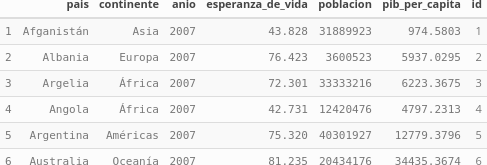 pais continente anio esperanza_de_vida poblacion pib_per_capita id
1 Afganistán Asia 2007 43.828 31889923 974.5803 1
2 Albania Europa 2007 76.423 3600523 5937.0295 2
3 Argelia África 2007 72.301 33333216 6223.3675 3
4 Angola África 2007 42.731 12420476 4797.2313 4
5 Argentina Américas 2007 75.320 40301927 12779.3796 5
6 Australia Oceanía 2007 81.235 20434176 34435.3674 6